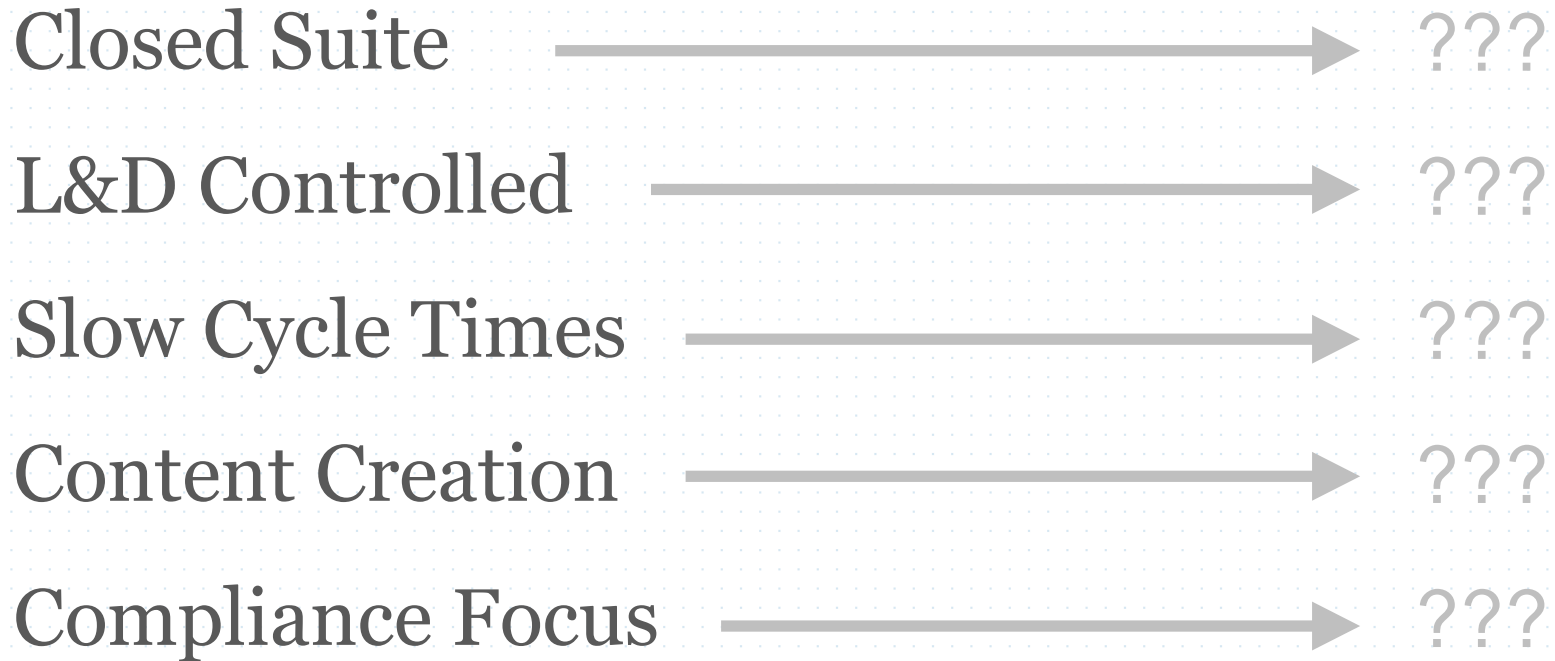 Closed Suite ???
L&D Controlled ???
Slow Cycle Times ???
Content Creation ???
Compliance Focus ???